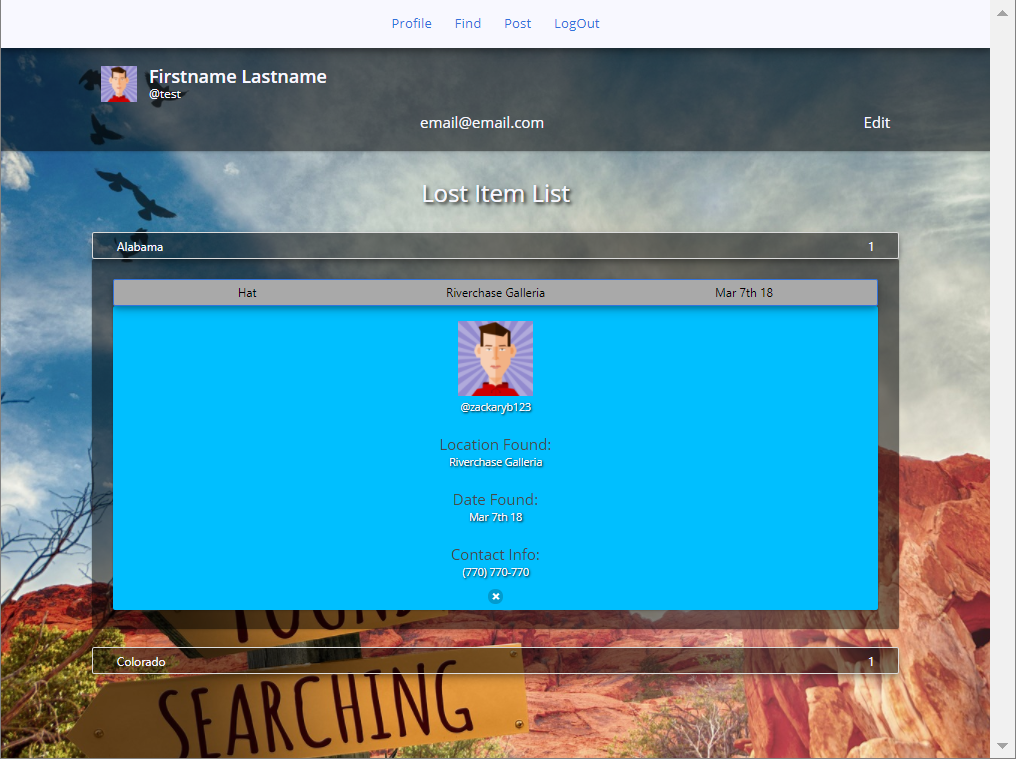 Profile Find Post LogOut
Firstname Lastname
@test
email@email.com Edit
Lost Item List
Alabama 1
Hat Riverchase Galleria Mar 7th 18
@zackaryb123
Location Found:
Riverchase Galleria
Date Found:
Mar 7th 18
Contact Info:
(770) 770-770
Colorado 1
SEARCHING